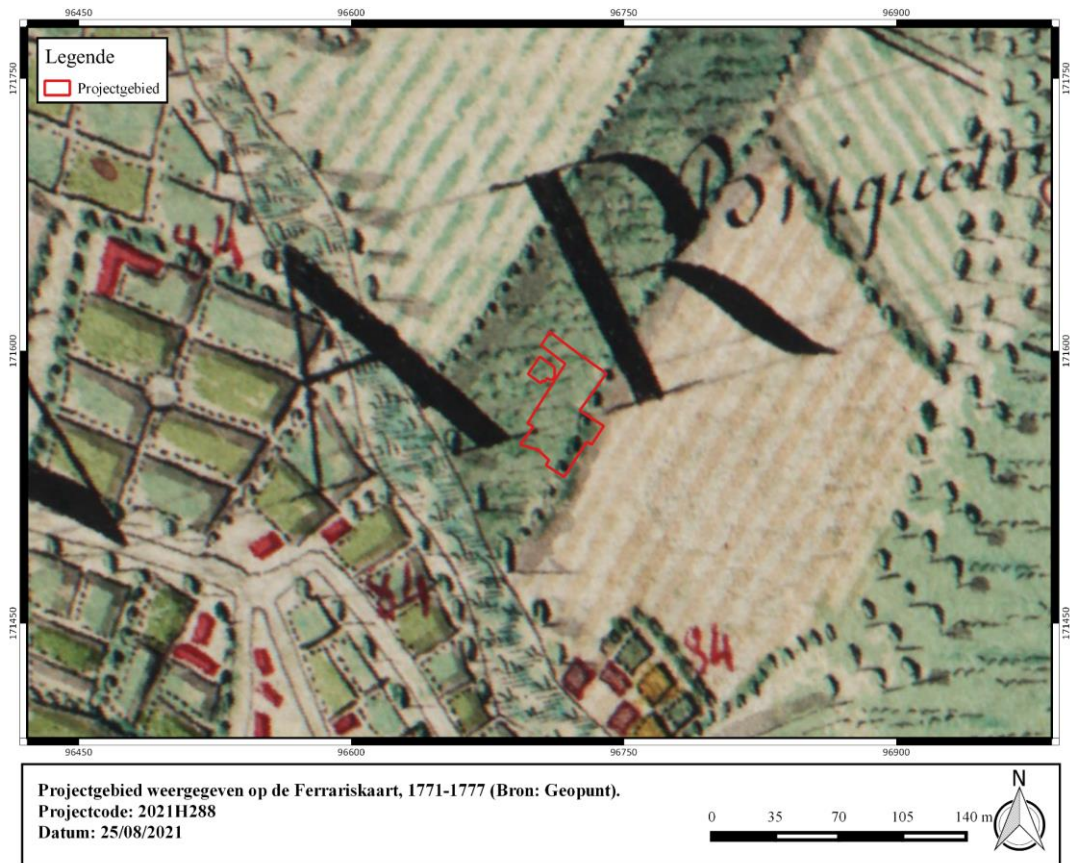 96450 96600 96750 96900
Legende
Projectgebied
171750 171750
R
44
171600 171600
84
171450 171450
94
96450 96600 96750 96900
Projectgebied weergegeven op de Ferrariskaart, 1771-1777 (Bron: Geopunt).
Projectcode: 2021H288
Datum: 25/08/2021
0 35 70 105 140 m
N